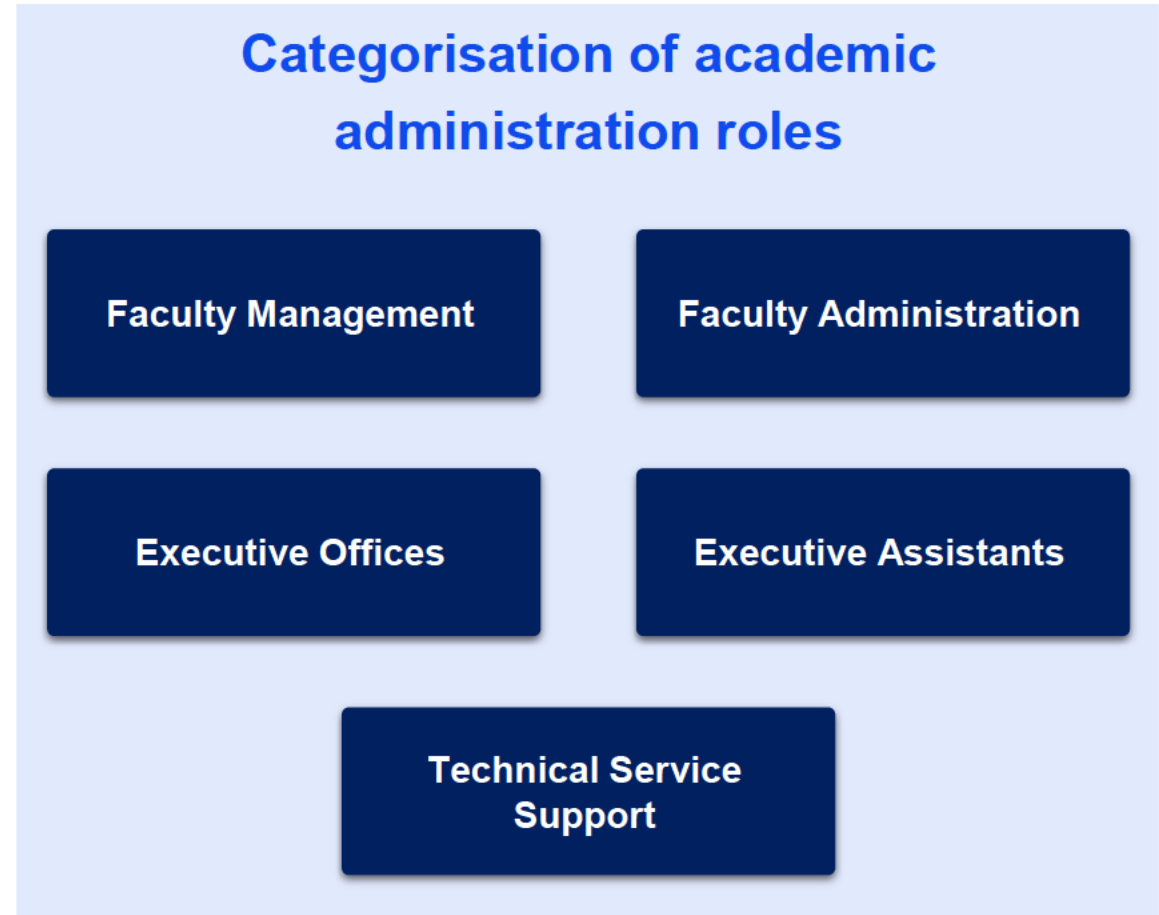 Categorisation of academic
administration roles
Faculty Management
Faculty Administration
Executive Offices
Executive Assistants
Technical Service
Support